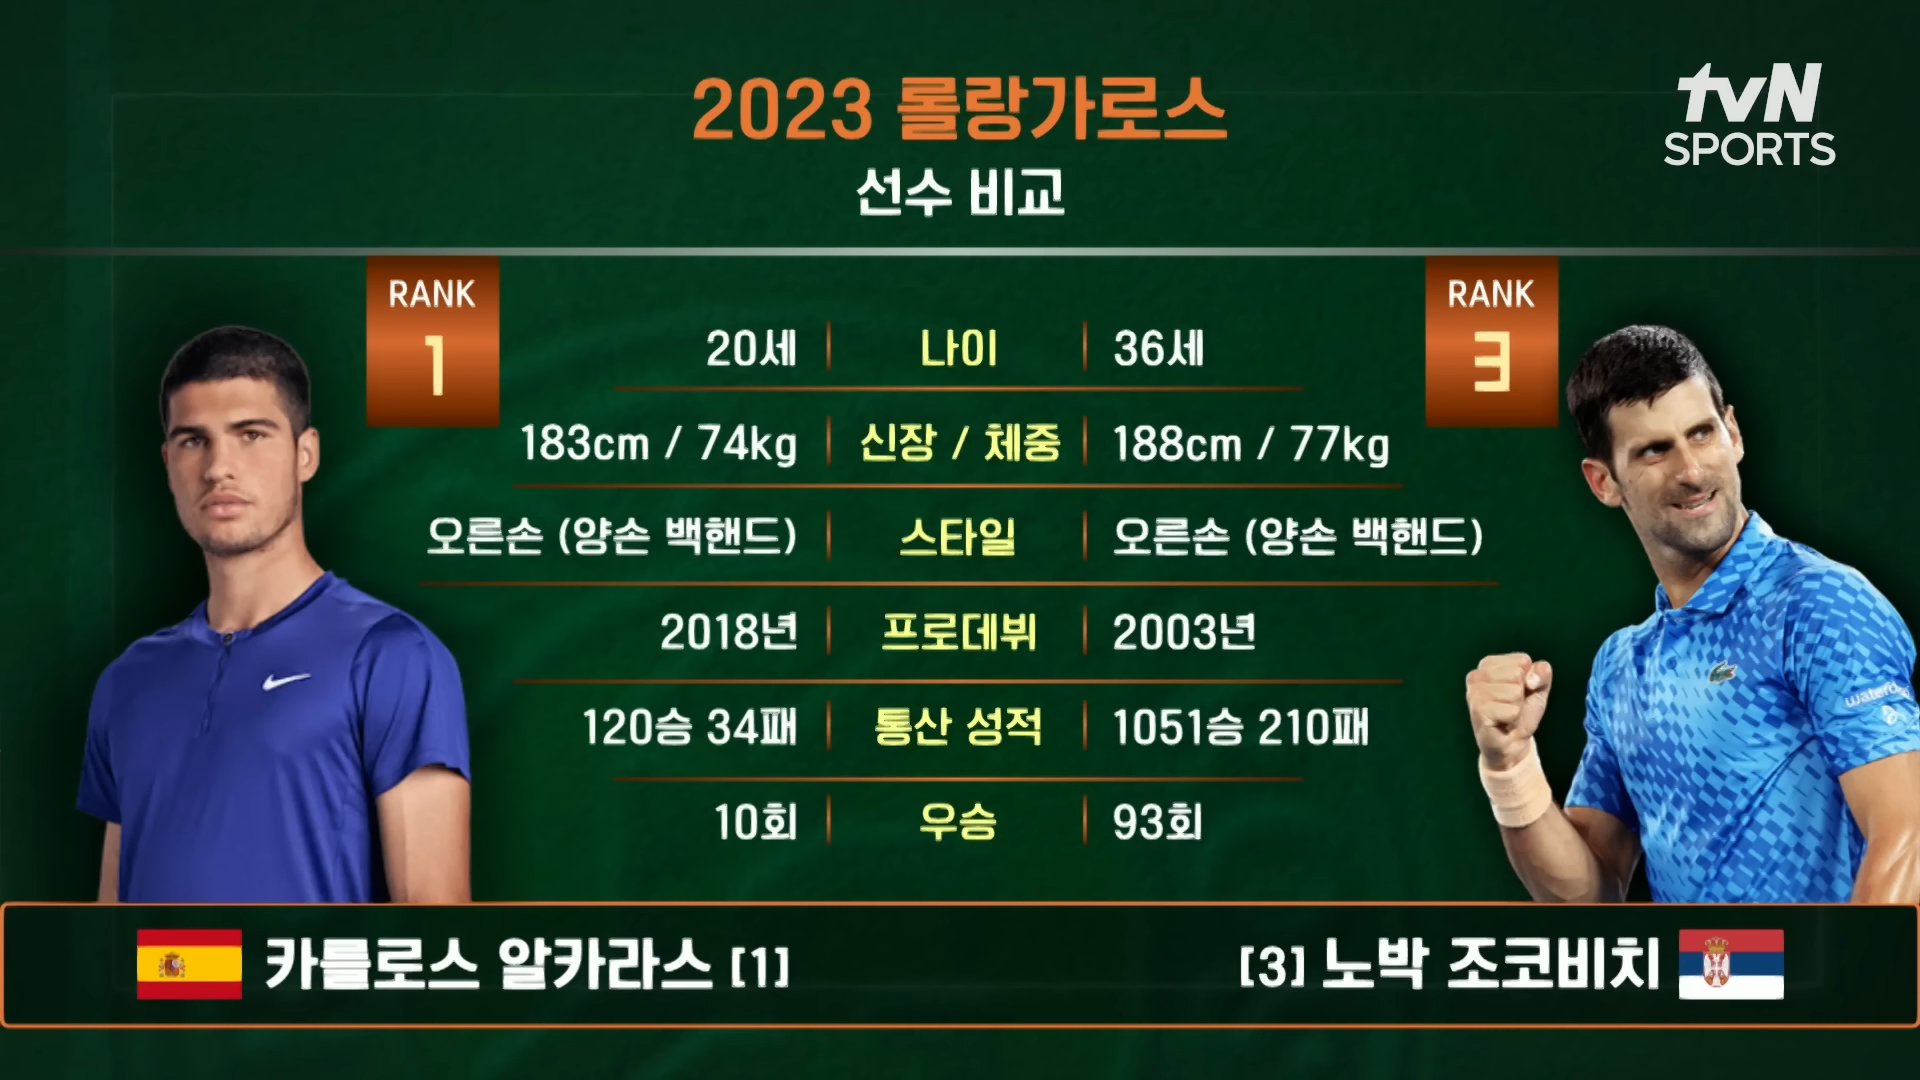 2023 롤랑가로스
선수 비교
tvN
SPORTS
RANK
1
RANK
3
20세 나이 36세
183cm / 74kg 신장 / 체중 188cm / 77kg
오른손 (양손 백핸드) 스타일 오른손 (양손 백핸드)
2018년 프로데뷔 2003년
120승 34패 통산 성적 1051승 210패
10회 우승 93회
카를로스 알카라스 [1]
[3] 노박 조코비치